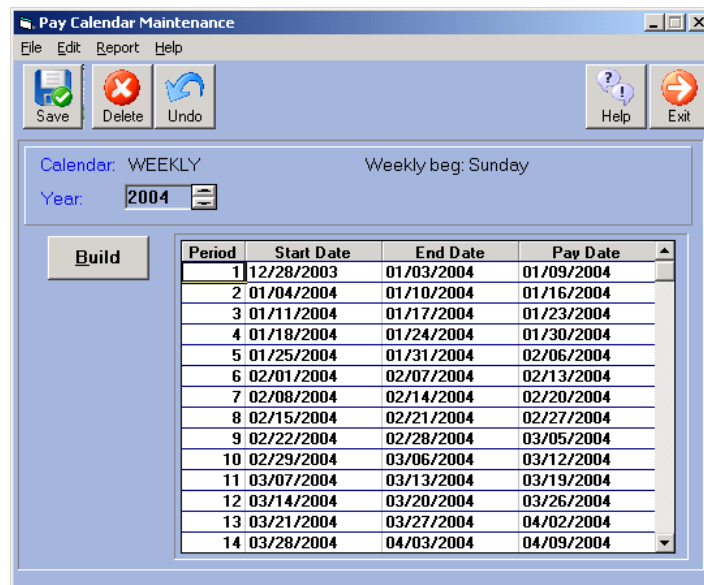 Pay Calendar Maintenance
File Edit Report Help
Save Delete Undo Help Exit
Calendar: WEEKLY Weekly beg: Sunday
Year: 2004
Build
Period Start Date End Date Pay Date
1 12/28/2003 01/03/2004 01/09/2004
2 01/04/2004 01/10/2004 01/16/2004
3 01/11/2004 01/17/2004 01/23/2004
4 01/18/2004 01/24/2004 01/30/2004
5 01/25/2004 01/31/2004 02/06/2004
6 02/01/2004 02/07/2004 02/13/2004
7 02/08/2004 02/14/2004 02/20/2004
8 02/15/2004 02/21/2004 02/27/2004
9 02/22/2004 02/28/2004 03/05/2004
10 02/29/2004 03/06/2004 03/12/2004
11 03/07/2004 03/13/2004 03/19/2004
12 03/14/2004 03/20/2004 03/26/2004
13 03/21/2004 03/27/2004 04/02/2004
14 03/28/2004 04/03/2004 04/09/2004